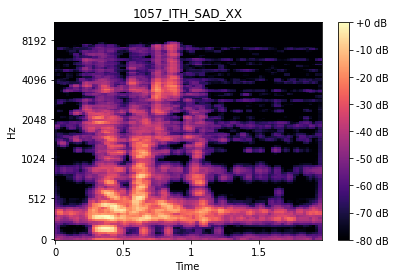 1057_ITH_SAD_XX
+0 dB
8192
-10 dB
4096
-20 dB
-30 dB
Hz
2048
-40 dB
1024
-50 dB
-60 dB
512
-70 dB
0
-80 dB
0 0.5 1 1.5
Time